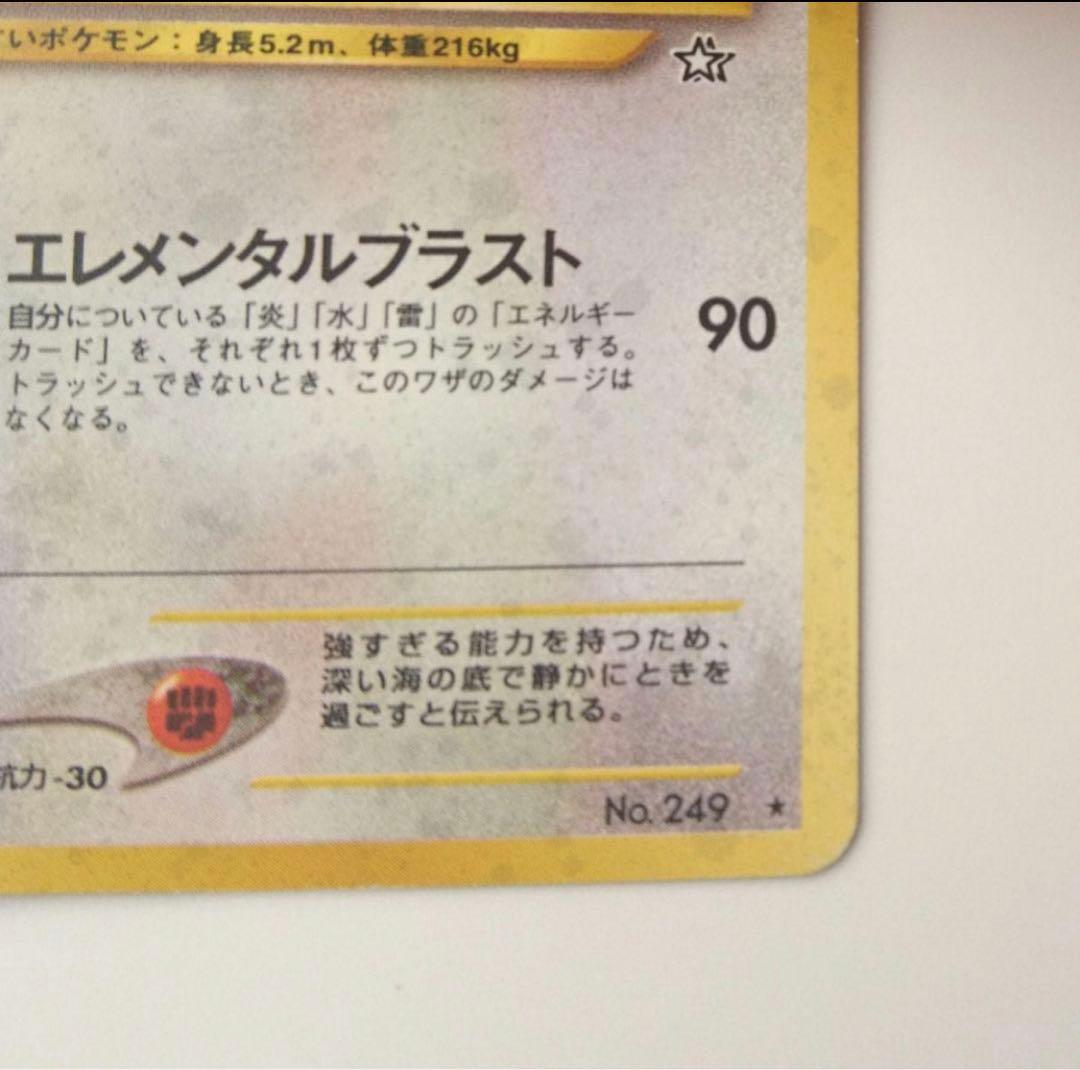 いポケモン：身長5.2m、体重216kg
エレメンタルブラスト
自分についている「炎」「水」「雷」の「エネルギー
カード」を、それぞれ1枚ずつトラッシュする。
トラッシュできないとき、このワザのダメージは
なくなる。
90
強すぎる能力を持つため、
深い海の底で静かにときを
過ごすと伝えられる。
抗力-30
No. 249 ★